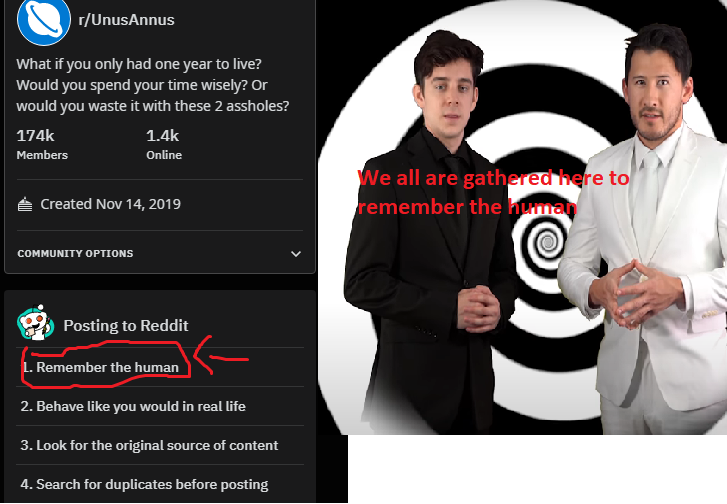 r/UnusAnnus
What if you only had one year to live?
Would you spend your time wisely? Or
would you waste it with these 2 assholes?
174k
1.4k
Members
Online
Created Nov 14, 2019
COMMUNITY OPTIONS
Posting to Reddit
1. Remember the human
2. Behave like you would in real life
3. Look for the original source of content
4. Search for duplicates before posting
We all are gathered here to
remember the human